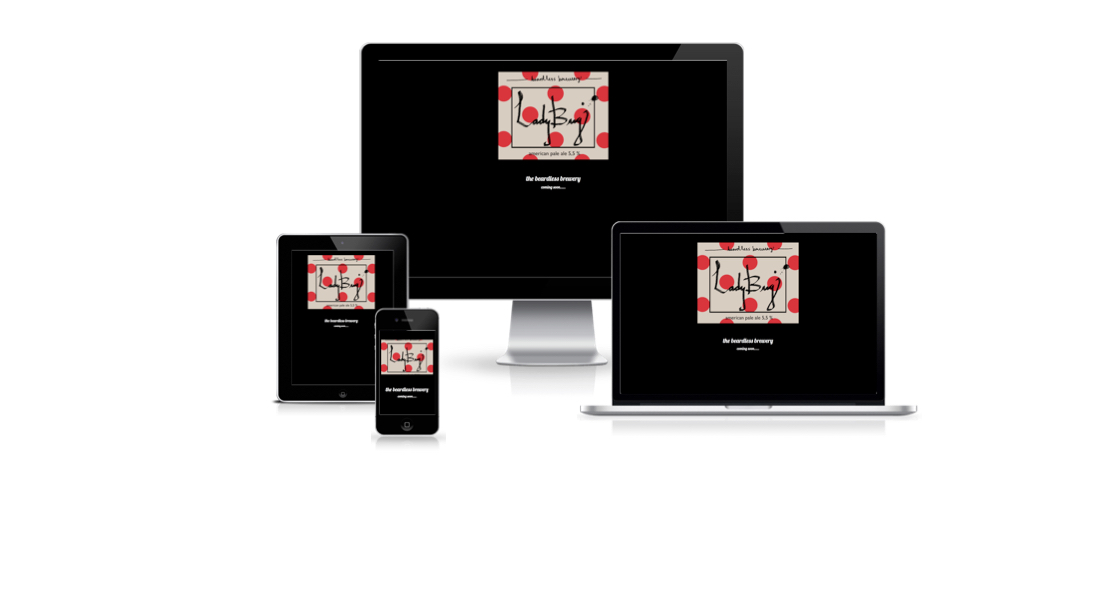 beardless brewery
LadyBug
american pale ale 5,5 %
the beardless brewery
coming soon.....
beardless brewery
LadyBug
american pale ale 5,5 %
the beardless brewery
coming soon.....
LadyBug
american pale ale 5,5 %
the beardless brewery
coming soon.....
LadyBug
the beardless brewery
coming soon.....